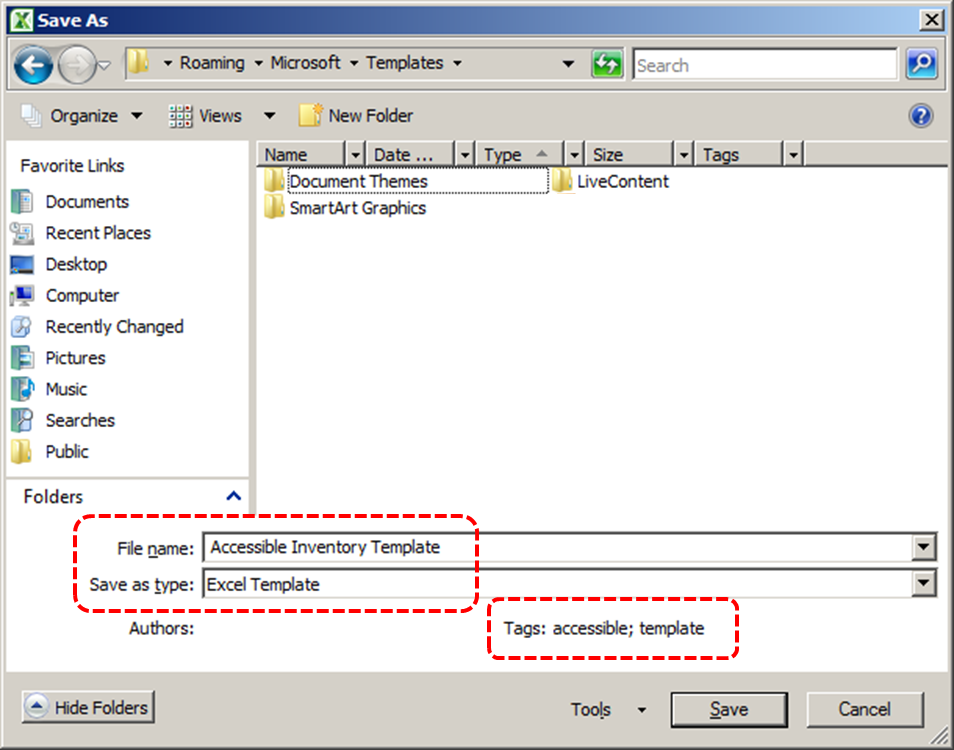 Save As
Roaming Microsoft Templates
Search
Organize Views New Folder
Favorite Links
Documents
Recent Places
Desktop
Computer
Recently Changed
Pictures
Music
Searches
Public
Folders
Name Date ... Type Size Tags
Document Themes LiveContent
SmartArt Graphics
File name: Accessible Inventory Template
Save as type: Excel Template
Authors: Tags: accessible; template
Hide Folders Tools Save Cancel